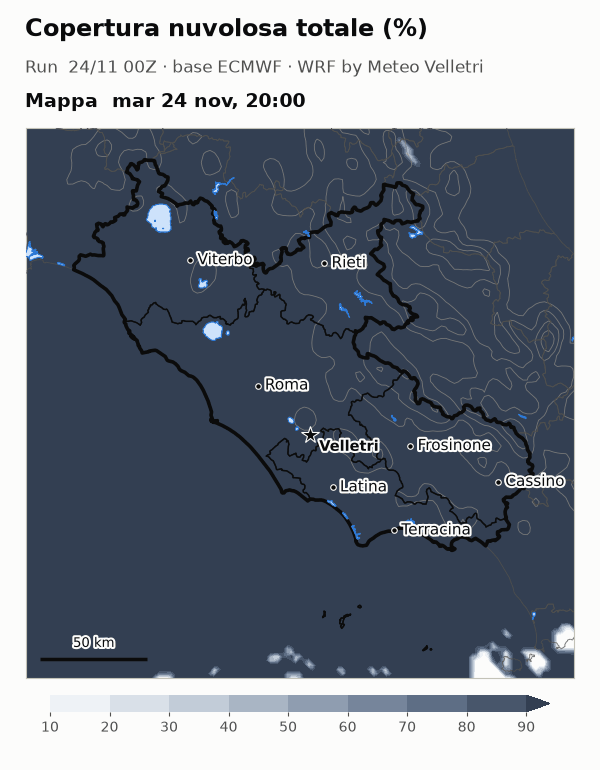 Copertura nuvolosa totale (%)
Run  24/11 00Z · base ECMWF · WRF by Meteo Velletri
Mappa  mar 24 nov, 20:00
Viterbo
Rieti
Roma
Velletri
Frosinone
Cassino
Latina
Terracina
50 km
10 20 30 40 50 60 70 80 90